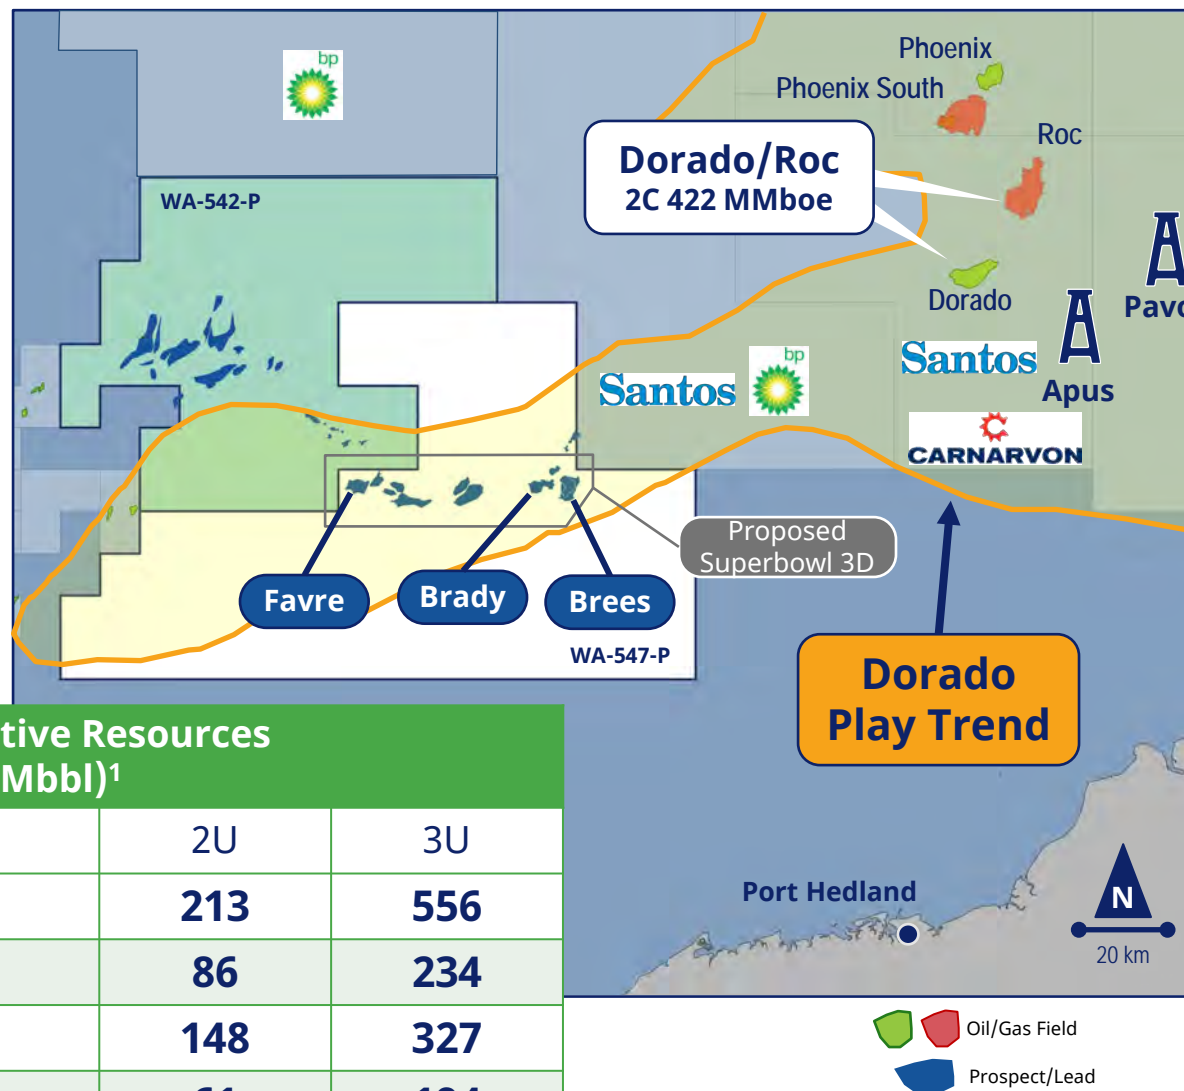 bp
Phoenix
Phoenix South
Roc
Dorado/Roc
2C 422 MMboe
WA-542-P
Dorado
Santos
bp
Santos
Apus
CARNARVON
Proposed
Superbowl 3D
Favre
Brady
Brees
WA-547-P
Dorado
Play Trend
tive Resources
Mbbl)¹
2U
3U
213
556
86
234
148
327
Port Hedland
N
20 km
Oil/Gas Field
Prospect/Lead